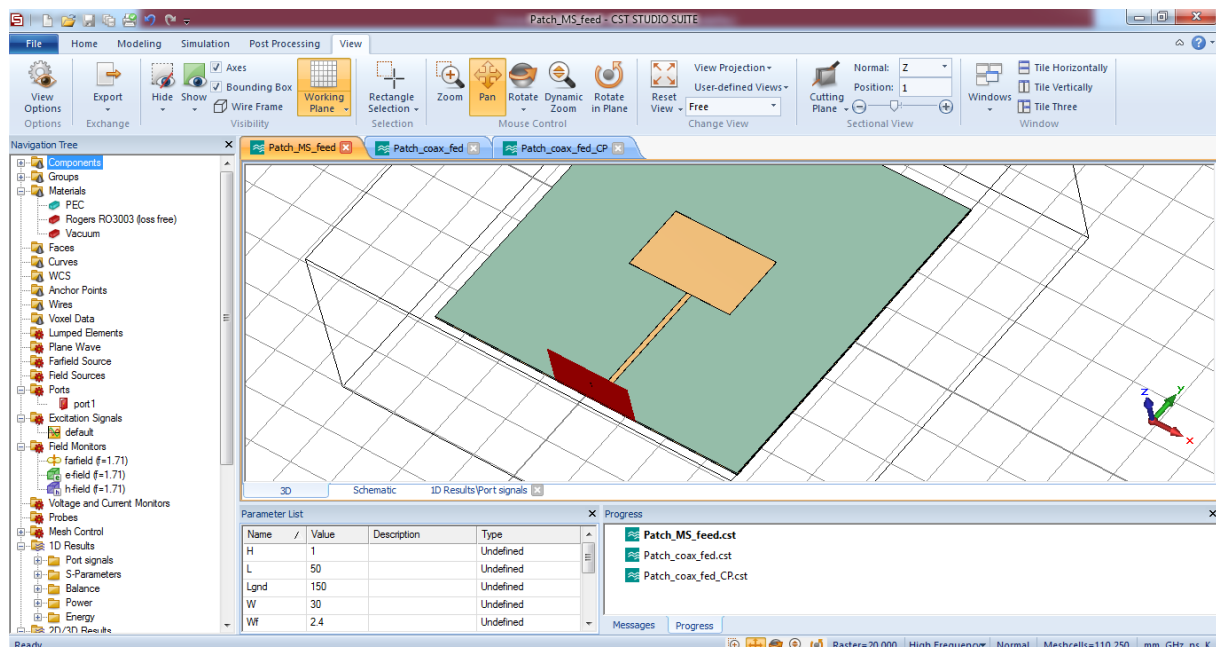 Patch_MS_feed - CST STUDIO SUITE
File Home Modeling Simulation Post Processing View
View Options
Export
Hide
Show
Axes
Bounding Box
Wire Frame
Working Plane
Rectangle Selection
Zoom
Pan
Rotate
Dynamic Zoom
Rotate in Plane
Reset View
View Projection
User-defined Views
Free
Cutting Plane
Normal: Z
Position: 1
Windows
Tile Horizontally
Tile Vertically
Tile Three
Options Exchange Visibility Selection Mouse Control Change View Sectional View Window
Navigation Tree
Components
Groups
Materials
PEC
Rogers RO3003 (loss free)
Vacuum
Faces
Curves
WCS
Anchor Points
Wires
Voxel Data
Lumped Elements
Plane Wave
Farfield Source
Field Sources
Ports
port1
Excitation Signals
default
Field Monitors
farfield (f=1.71)
e-field (f=1.71)
h-field (f=1.71)
Voltage and Current Monitors
Probes
Mesh Control
1D Results
Port signals
S-Parameters
Balance
Power
Energy
2D/3D Results
Patch_MS_feed Patch_coax_fed Patch_coax_fed_CP
z
y
x
3D Schematic 1D Results\Port signals
Parameter List
Name / Value Description Type
H 1 Undefined
L 50 Undefined
Lgnd 150 Undefined
W 30 Undefined
Wf 2.4 Undefined
Progress
Patch_MS_feed.cst
Patch_coax_fed.cst
Patch_coax_fed_CP.cst
Messages Progress
Ready Raster=20.000 High Frequency Normal Meshcells=110,250 mm GHz ns K